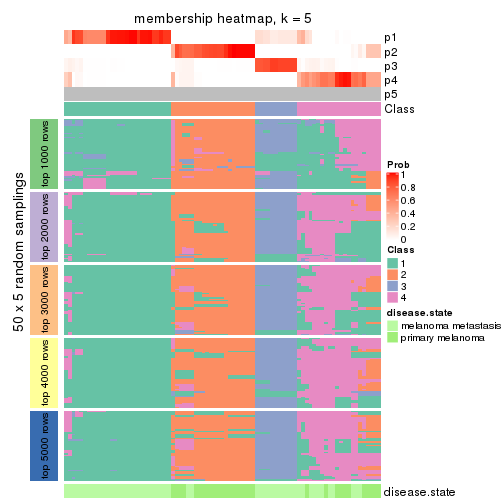 membership heatmap, k = 5
p1
p2
p3
p4
p5
Class
50 x 5 random samplings
top 1000 rows
top 2000 rows
top 3000 rows
top 4000 rows
top 5000 rows
disease.state
Prob
1
0.8
0.6
0.4
0.2
0
Class
1
2
3
4
disease.state
melanoma metastasis
primary melanoma